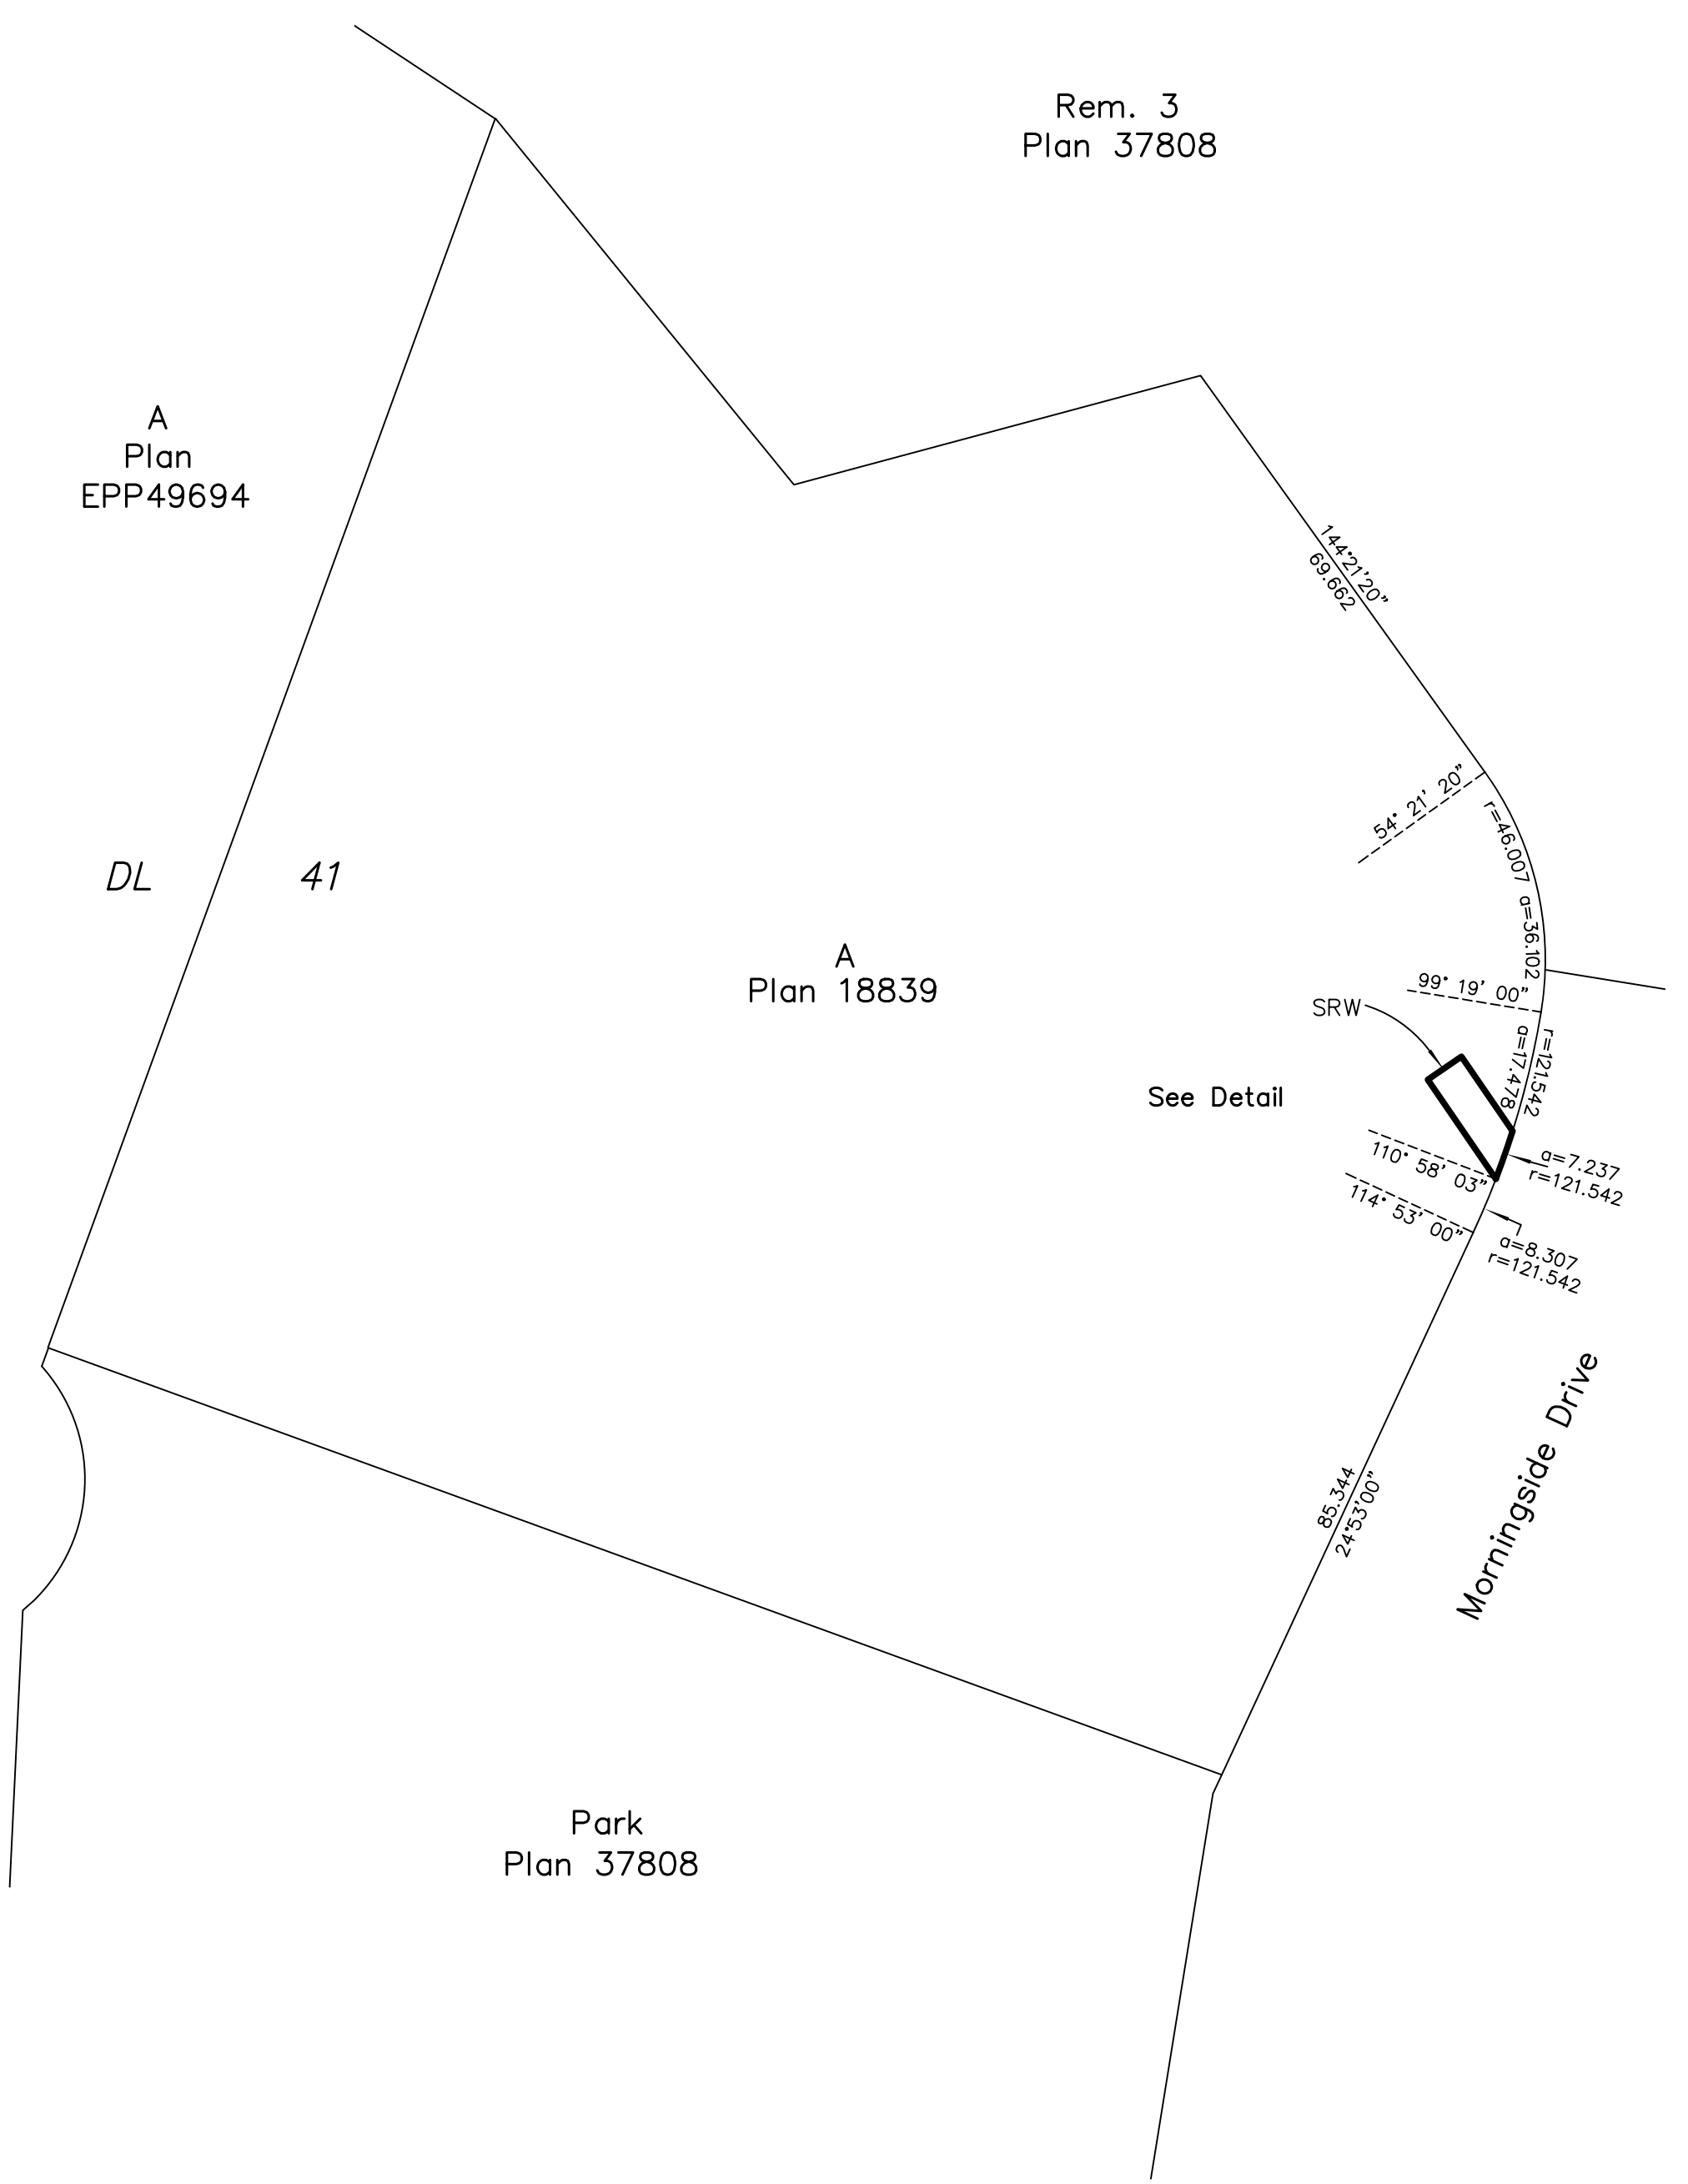 Rem. 3
Plan 37808
A
Plan
EPP49694
144°21'20"
69.662
54° 21' 20"
r=46.007 a=36.102
DL 41
A
Plan 18839
99° 19' 00"
SRW
r=121.542
a=17.478
See Detail
110° 58' 03"
a=7.237
r=121.542
114° 53' 00"
a=8.307
r=121.542
85.344
24°53'00"
Morningside Drive
Park
Plan 37808